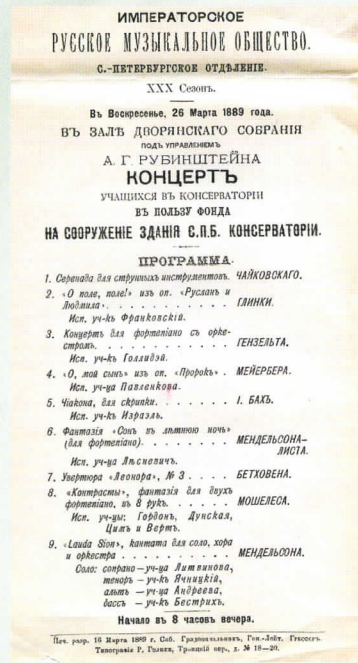 ИМПЕРАТОРСКОЕ
РУССКОЕ МУЗЫКАЛЬНОЕ ОБЩЕСТВО.
С.-ПЕТЕРБУРГСКОЕ ОТДѢЛЕНІЕ.
XXX Сезонъ.
Въ Воскресенье, 26 Марта 1889 года.
ВЪ ЗАЛѢ ДВОРЯНСКАГО СОБРАНІЯ
ПОДЪ УПРАВЛЕНІЕМЪ
А. Г. РУБИНШТЕЙНА
КОНЦЕРТЪ
УЧАЩИХСЯ ВЪ КОНСЕРВАТОРІИ
ВЪ ПОЛЬЗУ ФОНДА
НА СООРУЖЕНІЕ ЗДАНІЯ С.П.Б. КОНСЕРВАТОРІИ.
ПРОГРАММА.
1. Серенада для струнныхъ инструментовъ. ЧАЙКОВСКАГО.
2. «О поле, поле!» изъ оп. «Русланъ и
Людмила» . . . . . . . . . . ГЛИНКИ.
Исп. уч-къ Франковскій.
3. Концертъ для фортепіано съ орке-
стромъ. . . . . . . . . . . ГЕНЗЕЛЬТА.
Исп. уч-къ Голлидэй.
4. «О, мой сынъ» изъ оп. «Пророкъ» . МЕЙЕРБЕРА.
Исп. уч-ца Павленкова.
5. Чіакона, для скрипки. . . . . . . І. БАХЪ.
Исп. уч-къ Израэль.
6. Фантазія «Сонъ въ лѣтнюю ночь»
(для фортепіано). . . . . . . . МЕНДЕЛЬСОНА-
ЛИСТА.
Исп. уч-ца Лѣсневичъ.
7. Увертюра «Леонора», № 3 . . . . БЕТХОВЕНА.
8. «Контрасты», фантазія для двухъ
фортепіано, въ 8 рукъ. . . . . . МОШЕЛЕСА.
Исп. уч-цы: Гордонъ, Дунская,
Цимъ и Вертъ.
9. «Lauda Sion», кантата для соло, хора
и оркестра . . . . . . . . . МЕНДЕЛЬСОНА.
Соло: сопрано—уч-ца Литвинова,
теноръ—уч-къ Ячницкій,
альтъ—уч-ца Андреева,
басъ—уч-къ Бестрихъ.
Начало въ 8 часовъ вечера.
Печ. разр. 16 Марта 1889 г. Спб. Градоначальникъ, Ген.-Лейт. Грессеръ.
Типографія Р. Голике, Троицкій пер., д. № 18—20.